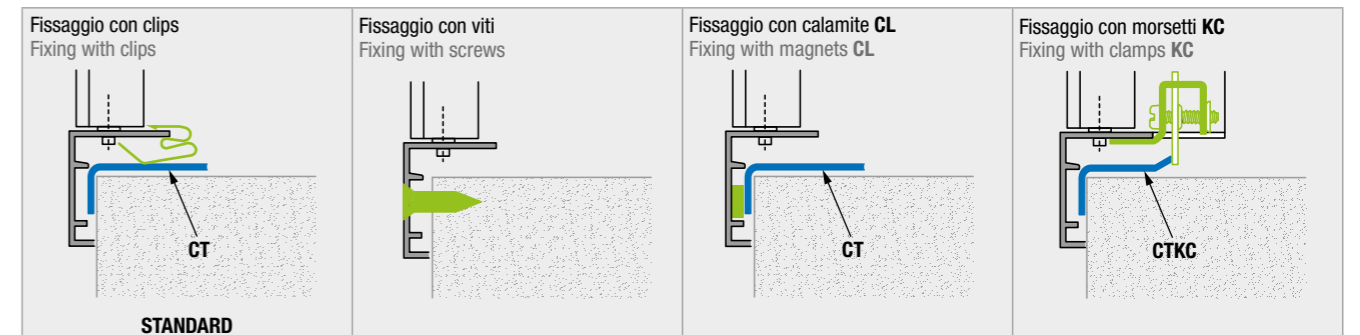 Fissaggio con clips
Fixing with clips
CT
STANDARD
Fissaggio con viti
Fixing with screws
Fissaggio con calamite CL
Fixing with magnets CL
CT
Fissaggio con morsetti KC
Fixing with clamps KC
CTKC